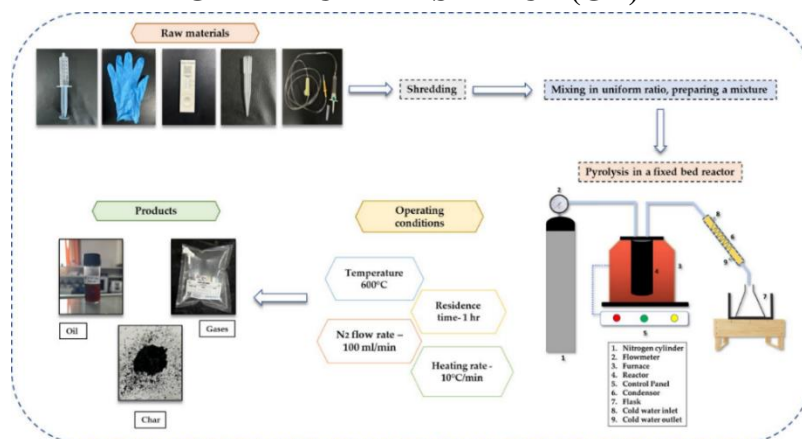 Raw materials
Shredding
Mixing in uniform ratio, preparing a mixture
Pyrolysis in a fixed bed reactor
Products
Operating
conditions
Temperature
600°C
Residence
time- 1 hr
N2 flow rate –
100 ml/min
Heating rate -
10°C/min
Oil
Gases
Char
2
8
6
9
4
3
7
5
1
1. Nitrogen cylinder
2. Flowmeter
3. Furnace
4. Reactor
5. Control Panel
6. Condensor
7. Flask
8. Cold water inlet
9. Cold water outlet